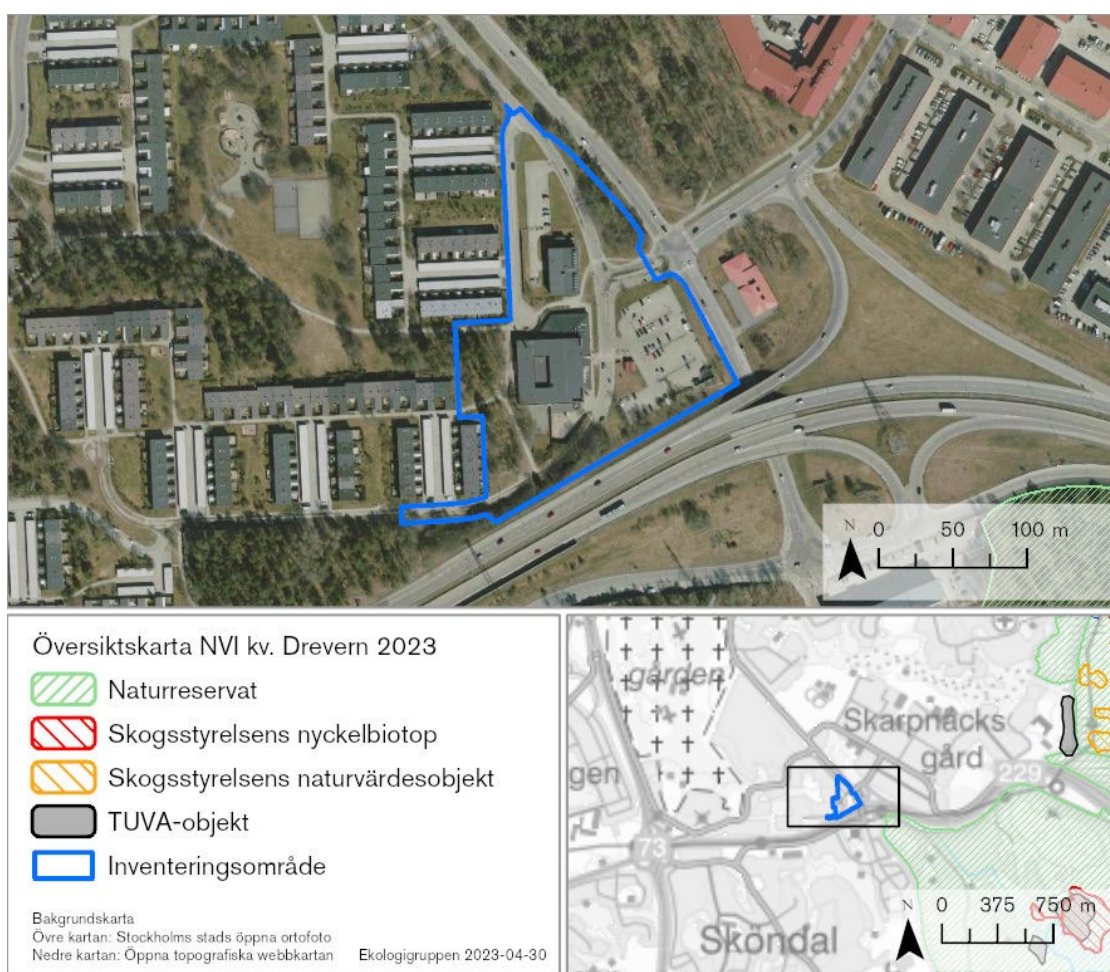 N
0 50 100 m
Översiktskarta NVI kv. Drevern 2023
Naturreservat
Skogsstyrelsens nyckelbiotop
Skogsstyrelsens naturvärdesobjekt
TUVA-objekt
Inventeringsområde
Bakgrundskarta
Övre kartan: Stockholms stads öppna ortofoto
Nedre kartan: Öppna topografiska webbkartan Ekologigruppen 2023-04-30
gården
Skarpnäcks
gård
gen
229
73
Sköndal
N
0 375 750 m